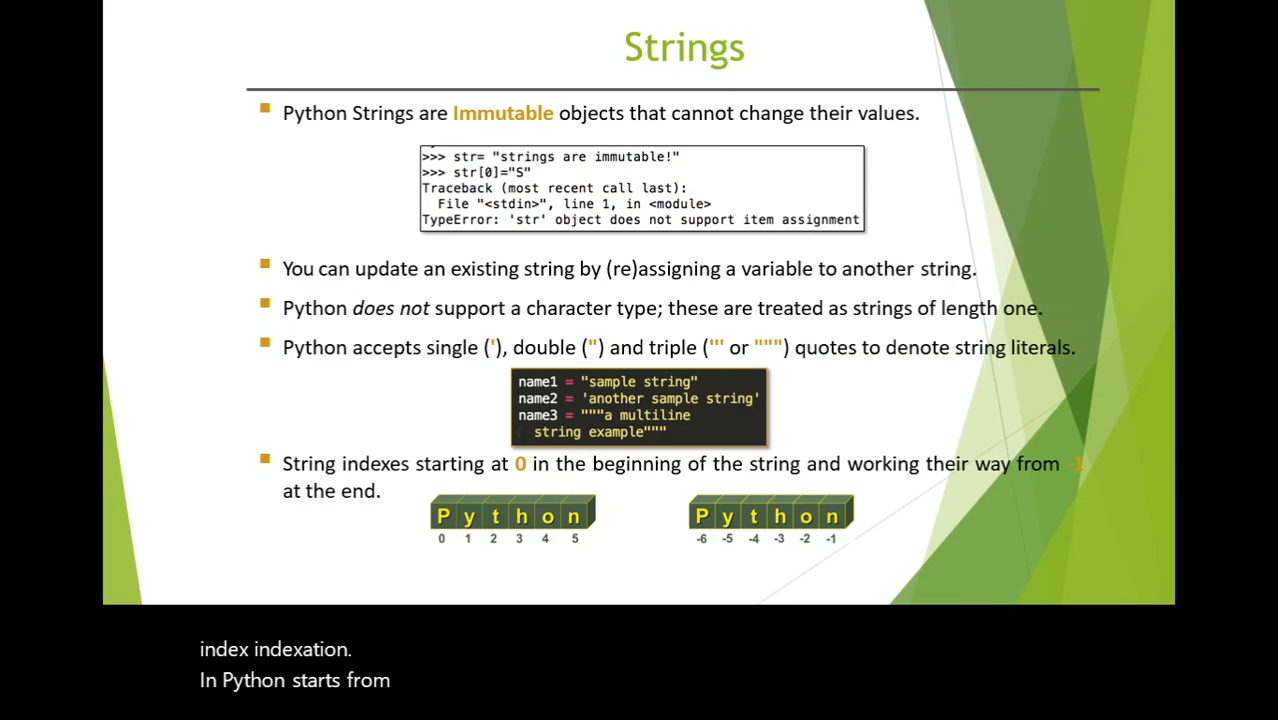 Strings
Python Strings are Immutable objects that cannot change their values.
>>> str= "strings are immutable!"
>>> str[0]="S"
Traceback (most recent call last):
File "<stdin>", line 1, in <module>
TypeError: 'str' object does not support item assignment
You can update an existing string by (re)assigning a variable to another string.
Python does not support a character type; these are treated as strings of length one.
Python accepts single ('), double (") and triple (''' or """) quotes to denote string literals.
name1 = "sample string"
name2 = 'another sample string'
name3 = """a multiline
string example"""
String indexes starting at 0 in the beginning of the string and working their way from -1
at the end.
P y t h o n
0 1 2 3 4 5
P y t h o n
-6 -5 -4 -3 -2 -1
index indexation.
In Python starts from